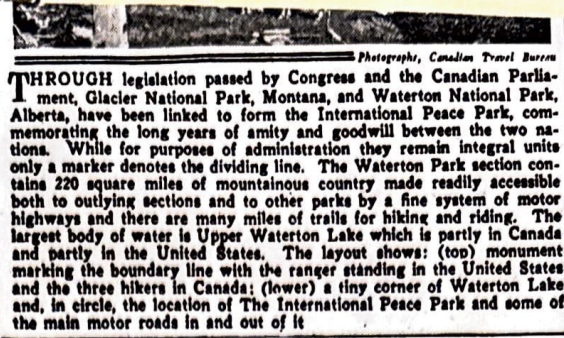 Photographs, Canadian Travel Bureau
THROUGH legislation passed by Congress and the Canadian Parlia-
ment, Glacier National Park, Montana, and Waterton National Park,
Alberta, have been linked to form the International Peace Park, com-
memorating the long years of amity and goodwill between the two na-
tions. While for purposes of administration they remain integral units
only a marker denotes the dividing line. The Waterton Park section con-
tains 220 square miles of mountainous country made readily accessible
both to outlying sections and to other parks by a fine system of motor
highways and there are many miles of trails for hiking and riding. The
largest body of water is Upper Waterton Lake which is partly in Canada
and partly in the United States. The layout shows: (top) monument
marking the boundary line with the ranger standing in the United States
and the three hikers in Canada; (lower) a tiny corner of Waterton Lake
and, in circle, the location of The International Peace Park and some of
the main motor roads in and out of it